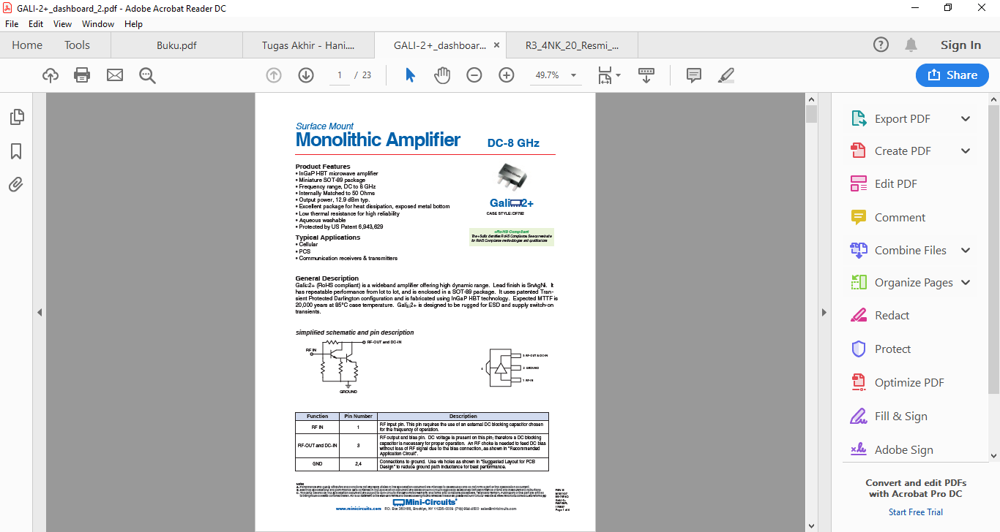 GALI-2+_dashboard_2.pdf - Adobe Acrobat Reader DC
File Edit View Window Help
Home Tools Buku.pdf Tugas Akhir - Hani.... GALI-2+_dashboar... × R3_4NK_20_Resmi_... Sign In
1 / 23 49.7% Share
Surface Mount
Monolithic Amplifier DC-8 GHz
Product Features
• InGaP HBT microwave amplifier
• Miniature SOT-89 package
• Frequency range, DC to 8 GHz
• Internally Matched to 50 Ohms
• Output power, 12.9 dBm typ.
• Excellent package for heat dissipation, exposed metal bottom
• Low thermal resistance for high reliability
• Aqueous washable
• Protected by US Patent 6,943,629
Gali 2+
CASE STYLE: DF782
+RoHS Compliant
The +Suffix identifies RoHS Compliance. See our web site
for RoHS Compliance methodologies and qualifications
Typical Applications
• Cellular
• PCS
• Communication receivers & transmitters
General Description
Gali 2+ (RoHS compliant) is a wideband amplifier offering high dynamic range. Lead finish is SnAgNi. It
has repeatable performance from lot to lot, and is enclosed in a SOT-89 package. It uses patented Tran-
sient Protected Darlington configuration and is fabricated using InGaP HBT technology. Expected MTTF is
20,000 years at 85°C case temperature. Gali 2+ is designed to be rugged for ESD and supply switch-on
transients.
simplified schematic and pin description
RF-OUT and DC-IN
RF IN
GROUND
3 RF-OUT & DC-IN
2 GROUND
1 RF-IN
4
Function Pin Number Description
RF IN 1 RF input pin. This pin requires the use of an external DC blocking capacitor chosen
for the frequency of operation.
RF-OUT and DC-IN 3 RF output and bias pin. DC voltage is present on this pin; therefore a DC blocking
capacitor is necessary for proper operation. An RF choke is needed to feed DC bias
without loss of RF signal due to the bias connection, as shown in "Recommended
Application Circuit".
GND 2,4 Connections to ground. Use via holes as shown in "Suggested Layout for PCB
Design" to reduce ground path inductance for best performance.
Notes
Mini-Circuits
www.minicircuits.com P.O. Box 350166, Brooklyn, NY 11235-0003 (718) 934-4500 sales@minicircuits.com
Export PDF
Create PDF
Edit PDF
Comment
Combine Files
Organize Pages
Redact
Protect
Optimize PDF
Fill & Sign
Adobe Sign
Convert and edit PDFs
with Acrobat Pro DC
Start Free Trial